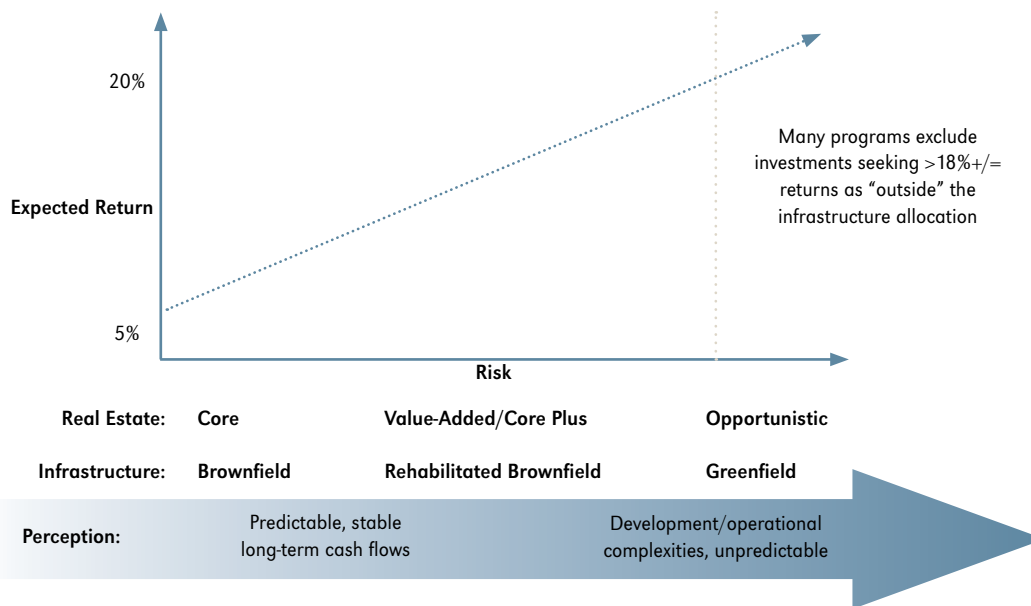 20%
Many programs exclude
investments seeking >18%+/=
returns as “outside” the
infrastructure allocation
Expected Return
5%
Risk
Real Estate: Core Value-Added/Core Plus Opportunistic
Infrastructure: Brownfield Rehabilitated Brownfield Greenfield
Perception:
Predictable, stable
long-term cash flows
Development/operational
complexities, unpredictable